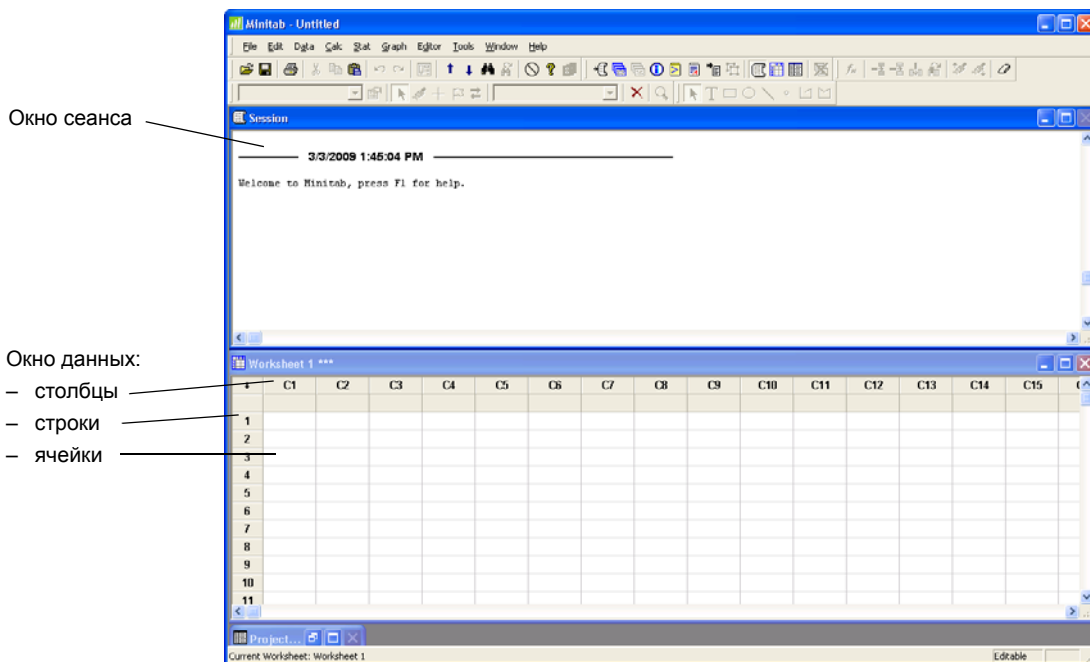 Minitab - Untitled
File Edit Data Calc Stat Graph Editor Tools Window Help
Окно сеанса
Session
3/3/2009 1:45:04 PM
Welcome to Minitab, press F1 for help.
Окно данных:
– столбцы
– строки
– ячейки
Worksheet 1 ***
C1 C2 C3 C4 C5 C6 C7 C8 C9 C10 C11 C12 C13 C14 C15
1
2
3
4
5
6
7
8
9
10
11
Project...
Current Worksheet: Worksheet 1
Editable